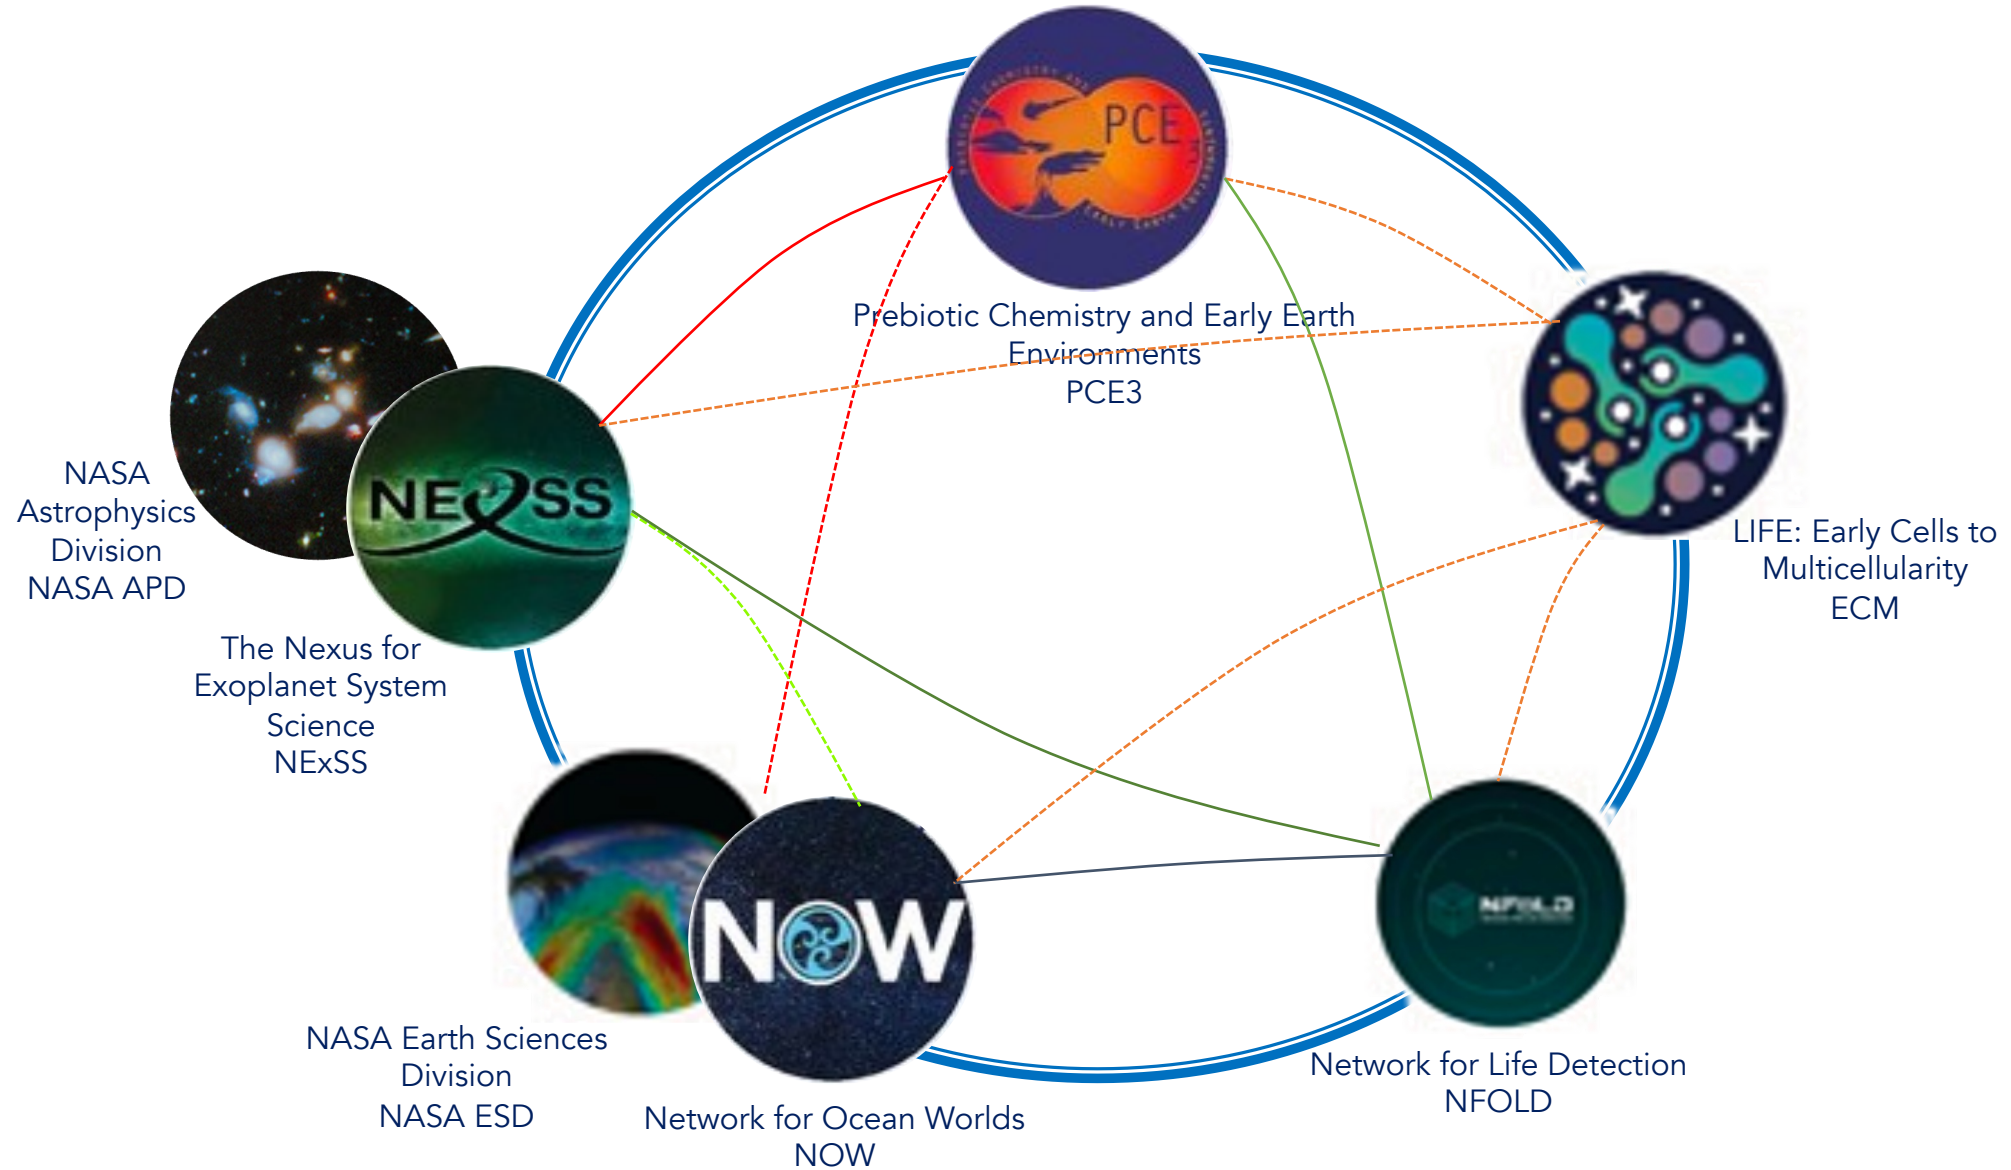 PCE
Prebiotic Chemistry and Early Earth
Environments
PCE3
NASA
Astrophysics
Division
NASA APD
NExSS
The Nexus for
Exoplanet System
Science
NExSS
LIFE: Early Cells to
Multicellularity
ECM
NOW
NFOLD
NASA Earth Sciences
Division
NASA ESD
Network for Ocean Worlds
NOW
Network for Life Detection
NFOLD